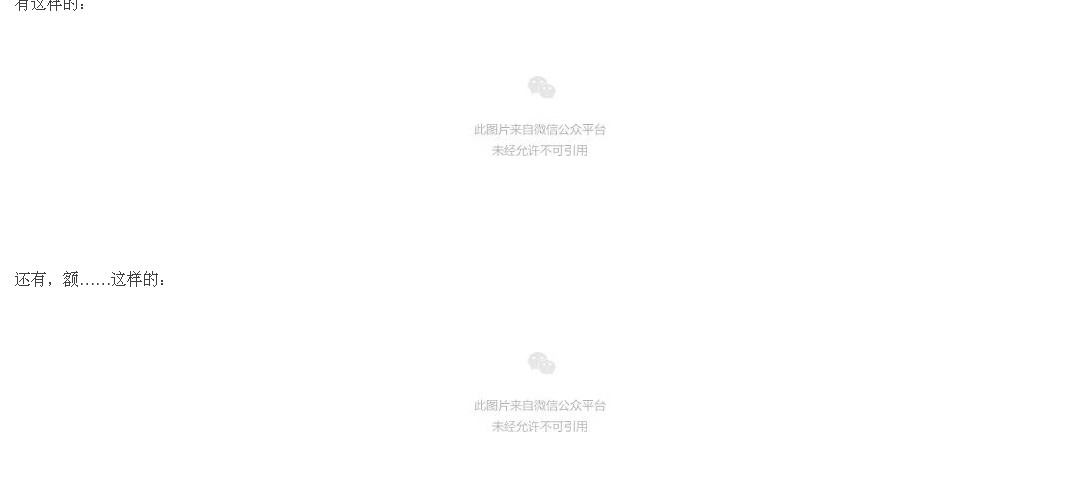 有这样的：
此图片来自微信公众平台
未经允许不可引用
还有，额……这样的：
此图片来自微信公众平台
未经允许不可引用